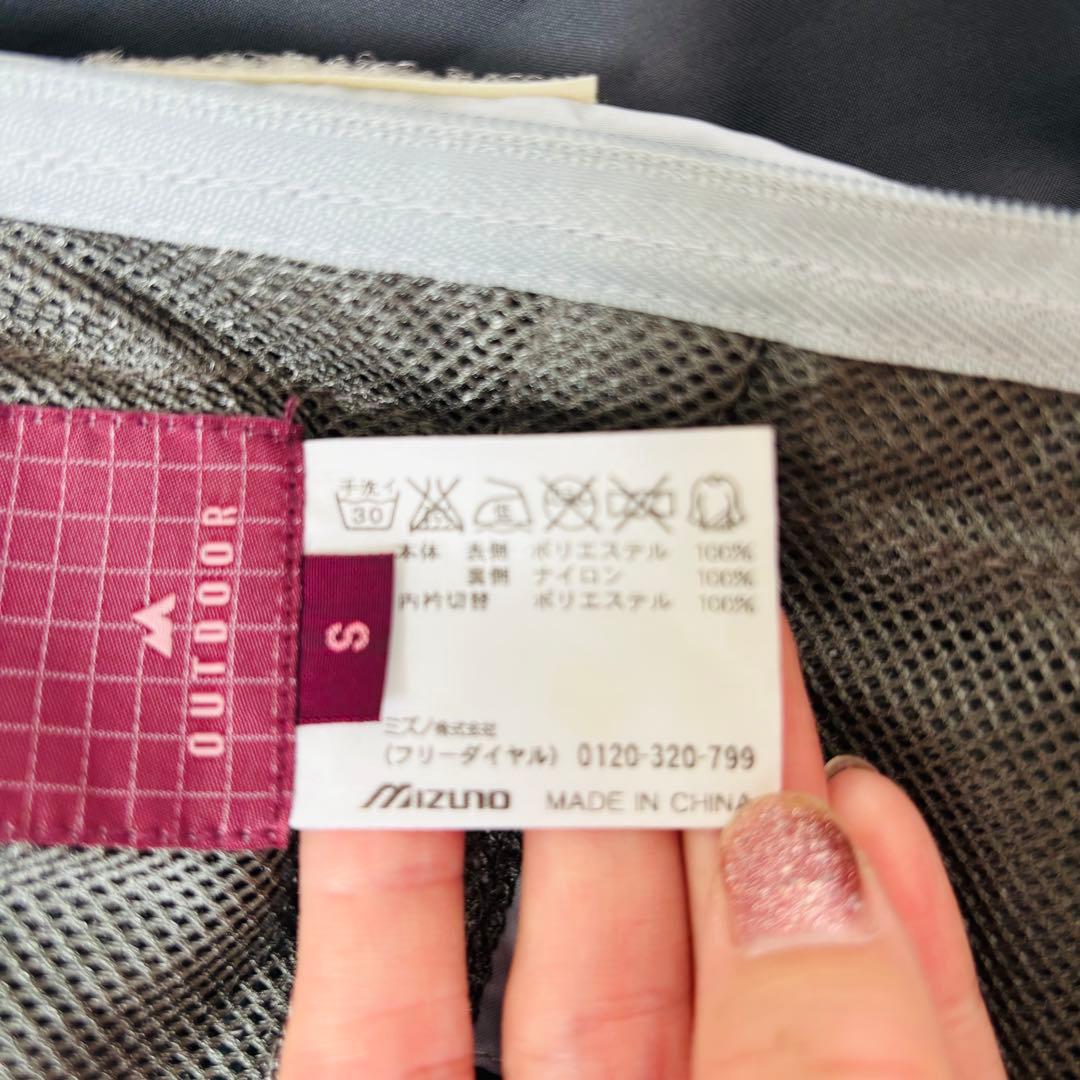 OUTDOOR
S
手洗イ
30
本体 表側 ポリエステル 100%
裏側 ナイロン 100%
内衿切替 ポリエステル 100%
ミズノ株式会社
(フリーダイヤル) 0120-320-799
MIZUNO MADE IN CHINA